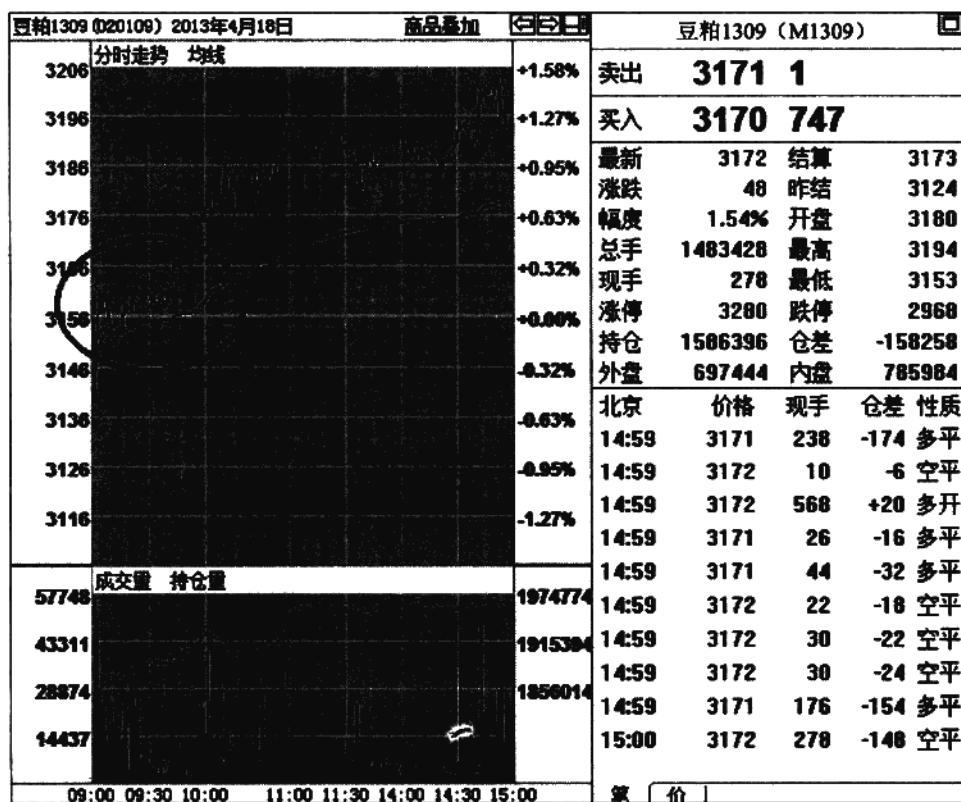 豆粕1309 (D20109) 2013年4月18日 商品叠加
分时走势 均线
3206 +1.58%
3196 +1.27%
3186 +0.95%
3176 +0.63%
3166 +0.32%
3156 +0.00%
3146 -0.32%
3136 -0.63%
3126 -0.95%
3116 -1.27%
成交量 持仓量
57748 1974774
43311 1915394
28874 1856014
14437
09:00 09:30 10:00 11:00 11:30 14:00 14:30 15:00
豆粕1309（M1309）
卖出 3171 1
买入 3170 747
最新 3172 结算 3173
涨跌 48 昨结 3124
幅度 1.54% 开盘 3180
总手 1483428 最高 3194
现手 278 最低 3153
涨停 3280 跌停 2968
持仓 1586396 仓差 -158258
外盘 697444 内盘 785984
北京 价格 现手 仓差 性质
14:59 3171 238 -174 多平
14:59 3172 10 -6 空平
14:59 3172 568 +20 多开
14:59 3171 26 -16 多平
14:59 3171 44 -32 多平
14:59 3172 22 -18 空平
14:59 3172 30 -22 空平
14:59 3172 30 -24 空平
14:59 3171 176 -154 多平
15:00 3172 278 -148 空平
笔 价